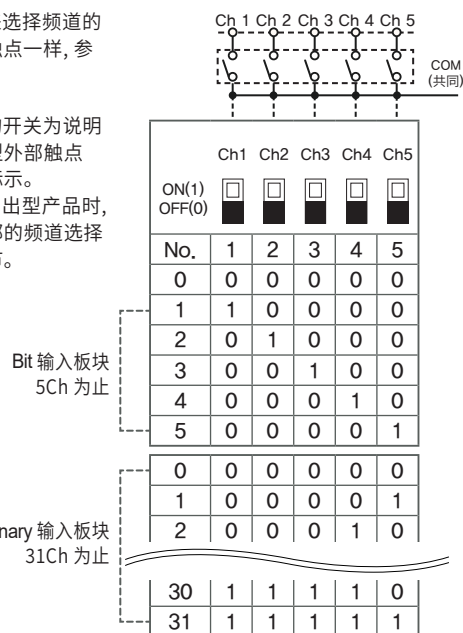 选择频道的
点一样, 参
开关为说明
外部触点
示。
出型产品时,
的频道选择
Ch 1 Ch 2 Ch 3 Ch 4 Ch 5
COM
(共同)
Ch1 Ch2 Ch3 Ch4 Ch5
ON(1)
OFF(0)
No. 1 2 3 4 5
0 0 0 0 0 0
1 1 0 0 0 0
2 0 1 0 0 0
3 0 0 1 0 0
4 0 0 0 1 0
5 0 0 0 0 1
Bit 输入板块
5Ch 为止
0 0 0 0 0 0
1 0 0 0 0 1
2 0 0 0 1 0
30 1 1 1 1 0
31 1 1 1 1 1
nary 输入板块
31Ch 为止